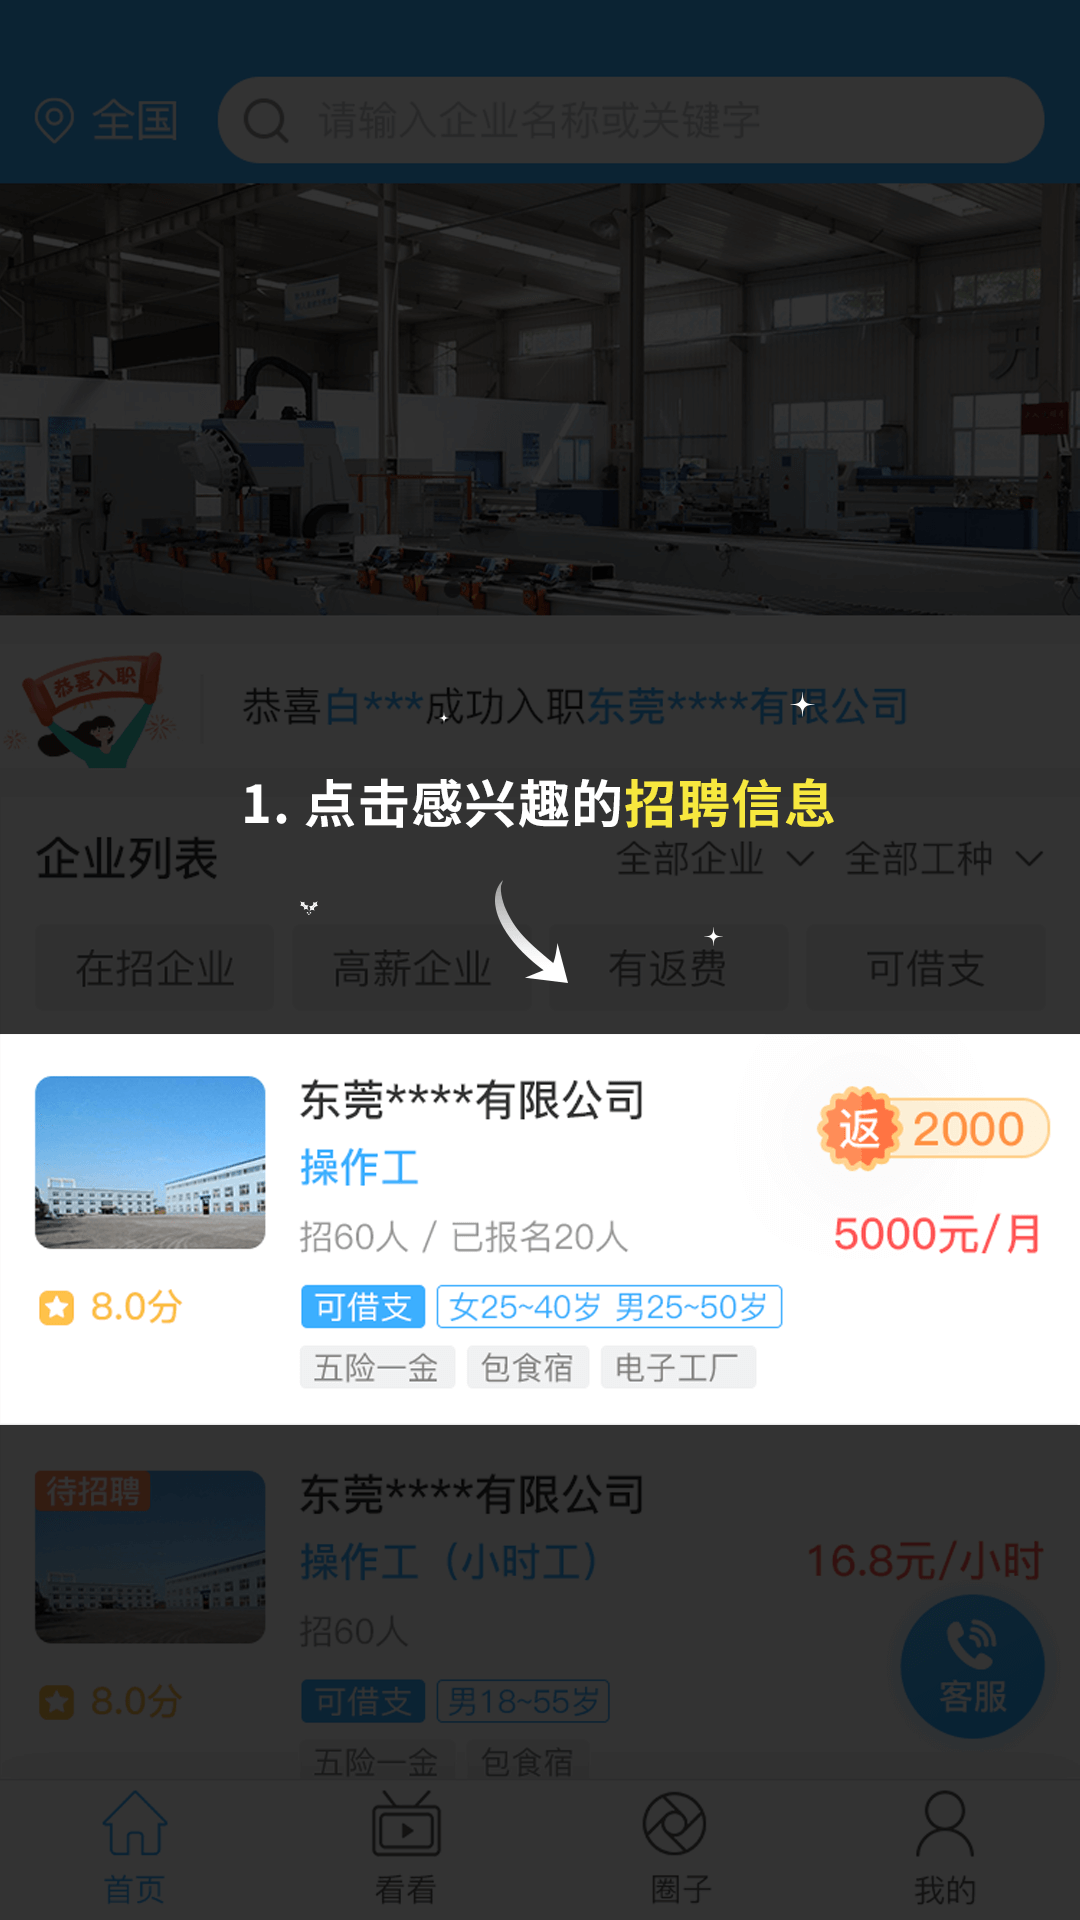 全国
请输入企业名称或关键字
恭喜入职
恭喜白***成功入职东莞****有限公司
1. 点击感兴趣的招聘信息
企业列表
全部企业
全部工种
在招企业
高薪企业
有返费
可借支
东莞****有限公司
返 2000
操作工
招60人 / 已报名20人
5000元/月
8.0分
可借支
女25~40岁 男25~50岁
五险一金
包食宿
电子工厂
待招聘
东莞****有限公司
操作工（小时工）
16.8元/小时
招60人
客服
8.0分
可借支
男18~55岁
五险一金
包食宿
首页
看看
圈子
我的